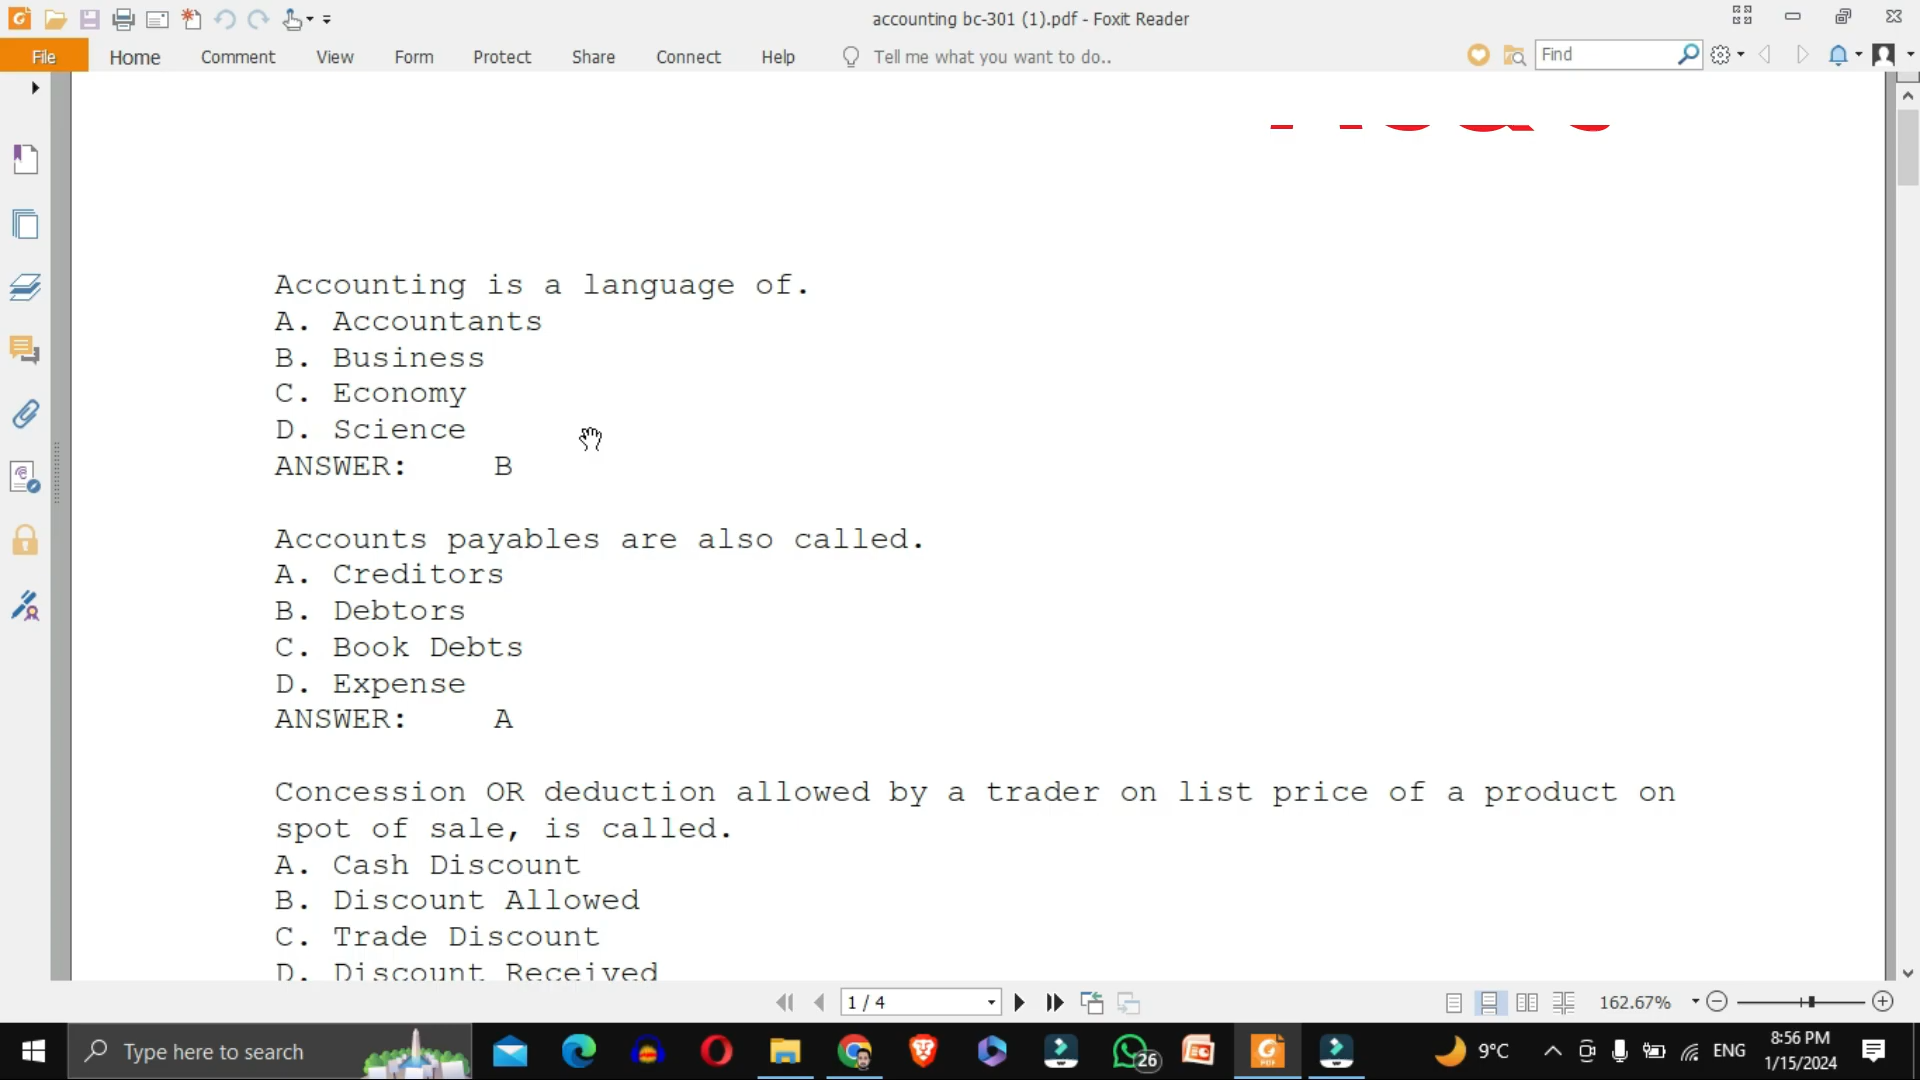 accounting bc-301 (1).pdf - Foxit Reader
File Home Comment View Form Protect Share Connect Help Tell me what you want to do.. Find
Accounting is a language of.
A. Accountants
B. Business
C. Economy
D. Science
ANSWER: B
Accounts payables are also called.
A. Creditors
B. Debtors
C. Book Debts
D. Expense
ANSWER: A
Concession OR deduction allowed by a trader on list price of a product on
spot of sale, is called.
A. Cash Discount
B. Discount Allowed
C. Trade Discount
D. Discount Received
1 / 4 162.67%
Type here to search 26 9°C ENG 8:56 PM
1/15/2024